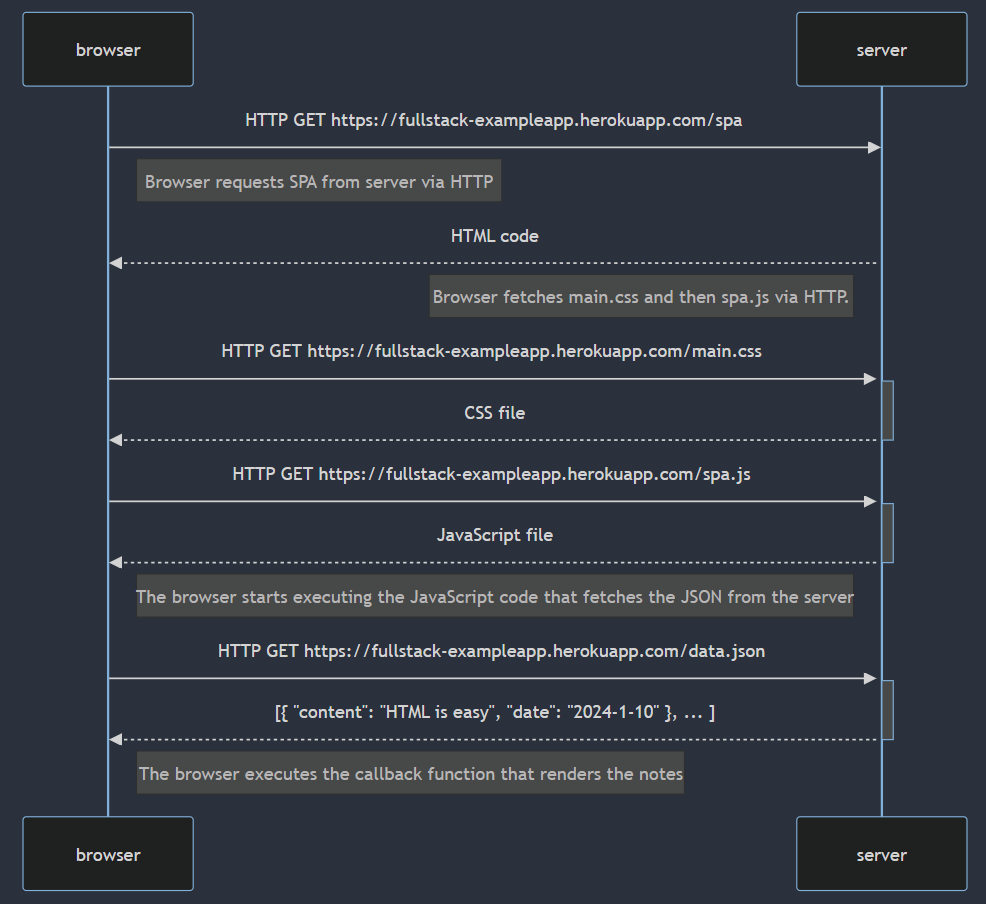 browser
server
HTTP GET https://fullstack-exampleapp.herokuapp.com/spa
Browser requests SPA from server via HTTP
HTML code
Browser fetches main.css and then spa.js via HTTP.
HTTP GET https://fullstack-exampleapp.herokuapp.com/main.css
CSS file
HTTP GET https://fullstack-exampleapp.herokuapp.com/spa.js
JavaScript file
The browser starts executing the JavaScript code that fetches the JSON from the server
HTTP GET https://fullstack-exampleapp.herokuapp.com/data.json
[{ "content": "HTML is easy", "date": "2024-1-10" }, ... ]
The browser executes the callback function that renders the notes
browser
server